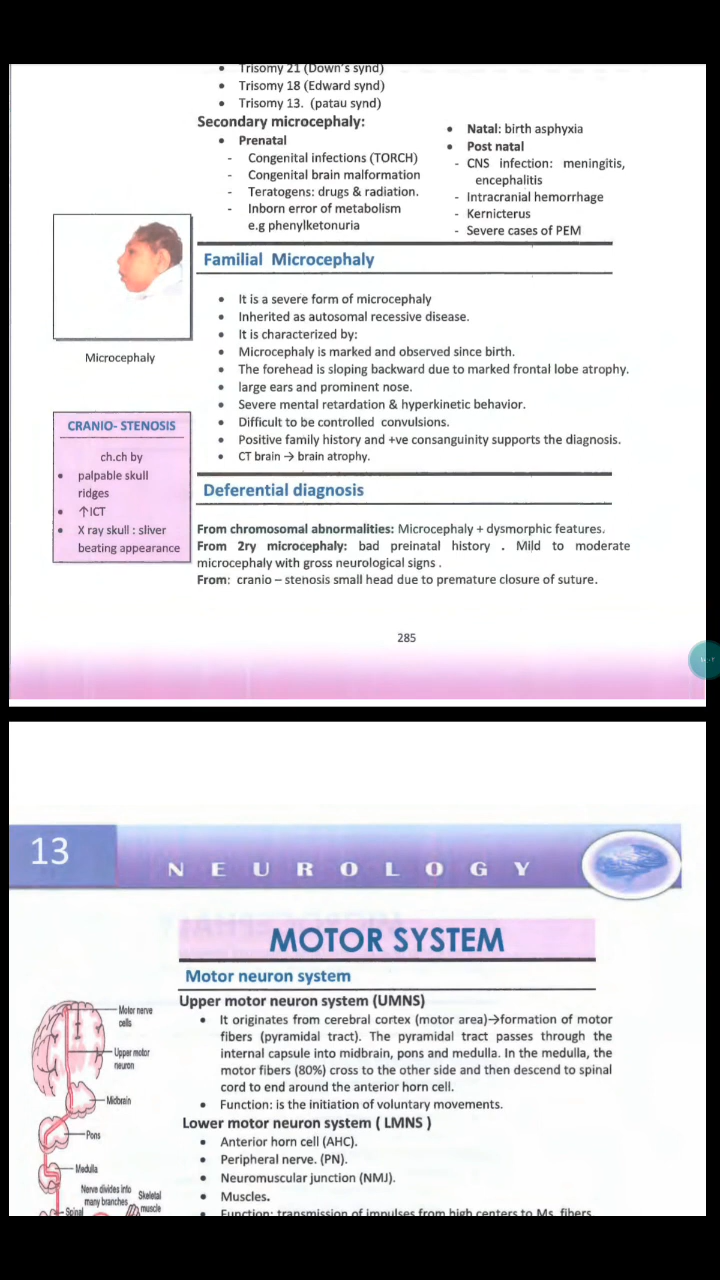 • Trisomy 21 (Down's synd)
• Trisomy 18 (Edward synd)
• Trisomy 13. (patau synd)
Secondary microcephaly:
• Prenatal
- Congenital infections (TORCH)
- Congenital brain malformation
- Teratogens: drugs & radiation.
- Inborn error of metabolism
e.g phenylketonuria
• Natal: birth asphyxia
• Post natal
- CNS infection: meningitis,
encephalitis
- Intracranial hemorrhage
- Kernicterus
- Severe cases of PEM
Microcephaly
Familial Microcephaly
• It is a severe form of microcephaly
• Inherited as autosomal recessive disease.
• It is characterized by:
• Microcephaly is marked and observed since birth.
• The forehead is sloping backward due to marked frontal lobe atrophy.
• large ears and prominent nose.
• Severe mental retardation & hyperkinetic behavior.
• Difficult to be controlled convulsions.
• Positive family history and +ve consanguinity supports the diagnosis.
• CT brain → brain atrophy.
CRANIO- STENOSIS
ch.ch by
• palpable skull
ridges
• ↑ICT
• X ray skull : sliver
beating appearance
Deferential diagnosis
From chromosomal abnormalities: Microcephaly + dysmorphic features.
From 2ry microcephaly: bad preinatal history . Mild to moderate
microcephaly with gross neurological signs .
From: cranio – stenosis small head due to premature closure of suture.
285
13
NEUROLOGY
MOTOR SYSTEM
Motor neuron system
Upper motor neuron system (UMNS)
• It originates from cerebral cortex (motor area)→formation of motor
fibers (pyramidal tract). The pyramidal tract passes through the
internal capsule into midbrain, pons and medulla. In the medulla, the
motor fibers (80%) cross to the other side and then descend to spinal
cord to end around the anterior horn cell.
• Function: is the initiation of voluntary movements.
Lower motor neuron system ( LMNS )
• Anterior horn cell (AHC).
• Peripheral nerve. (PN).
• Neuromuscular junction (NMJ).
• Muscles.
• Function: transmission of impulses from high centers to Ms. fibers
Motor nerve
cells
Upper motor
neuron
Midbrain
Pons
Medulla
Nerve divides into
many branches
Skeletal
muscle
Spinal